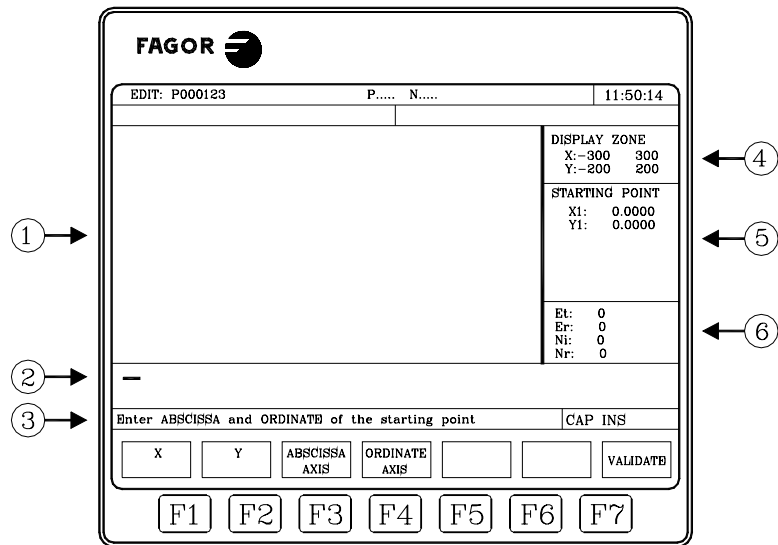 FAGOR
EDIT: P000123 P..... N..... 11:50:14
DISPLAY ZONE
X:-300 300
Y:-200 200
4
STARTING POINT
X1: 0.0000
Y1: 0.0000
1
5
Et: 0
Er: 0
Ni: 0
Nr: 0
6
2
3
Enter ABSCISSA and ORDINATE of the starting point CAP INS
X Y ABSCISSA AXIS ORDINATE AXIS VALIDATE
F1 F2 F3 F4 F5 F6 F7